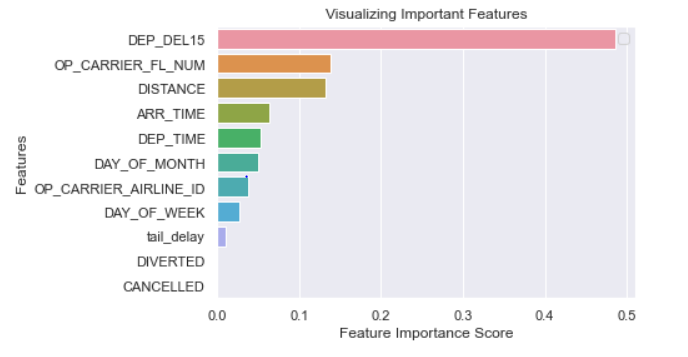 Visualizing Important Features
DEP_DEL15
OP_CARRIER_FL_NUM
DISTANCE
ARR_TIME
DEP_TIME
DAY_OF_MONTH
OP_CARRIER_AIRLINE_ID
DAY_OF_WEEK
tail_delay
DIVERTED
CANCELLED
Features
0.0 0.1 0.2 0.3 0.4 0.5
Feature Importance Score